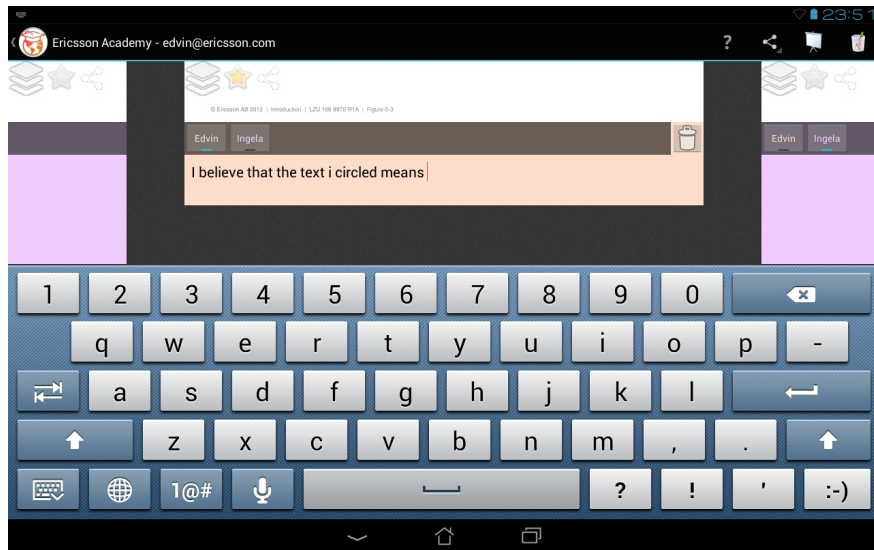 23:51
Ericsson Academy - edvin@ericsson.com ?
© Ericsson AB 2012 | Introduction | LZU 108 8970 R1A | Figure 0-3
Edvin Ingela Edvin Ingela
I believe that the text i circled means
1 2 3 4 5 6 7 8 9 0
q w e r t y u i o p -
a s d f g h j k l
z x c v b n m , .
1@# ? ! ' :-)